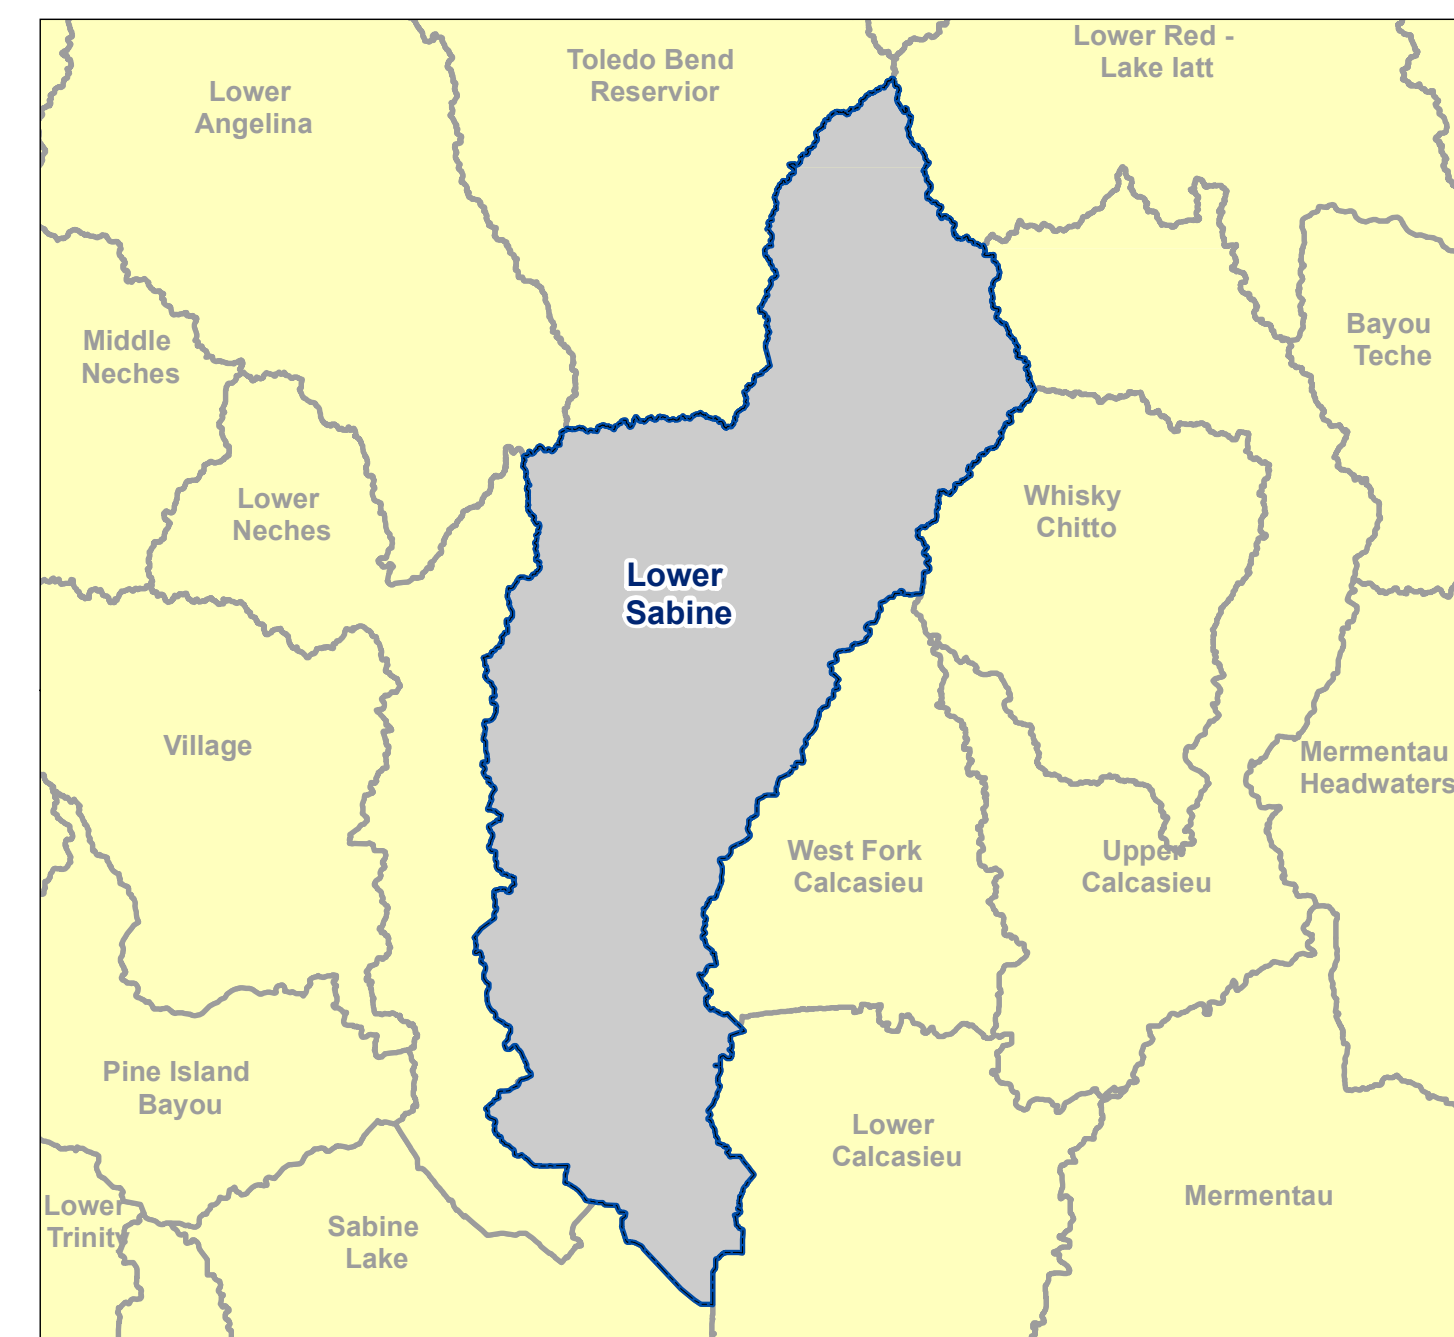 Lower Red -
Lake Iatt
Toledo Bend
Reservior
Lower
Angelina
Bayou
Teche
Middle
Neches
Lower
Neches
Whisky
Chitto
Lower
Sabine
Village
Mermentau
Headwaters
West Fork
Calcasieu
Upper
Calcasieu
Pine Island
Bayou
Lower
Calcasieu
Mermentau
Lower
Trinity
Sabine
Lake